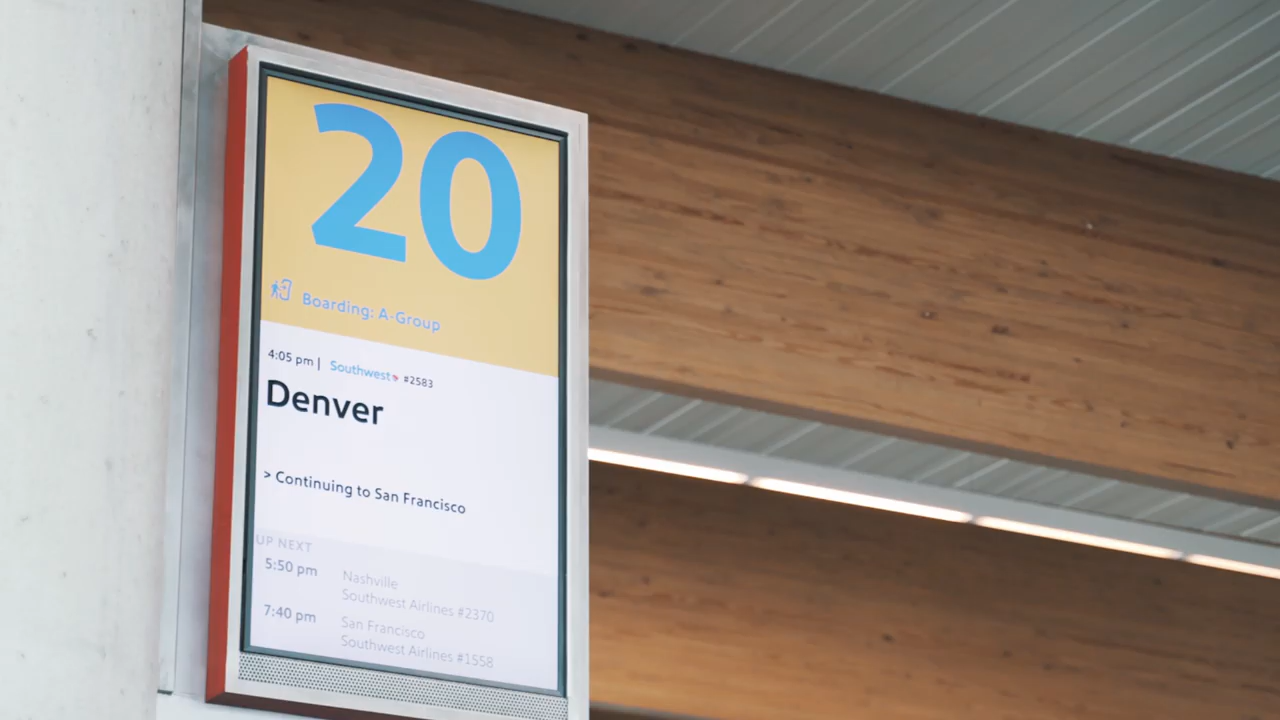 20
Boarding: A-Group
4:05 pm | Southwest #2583
Denver
> Continuing to San Francisco
UP NEXT
5:50 pm Nashville
Southwest Airlines #2370
7:40 pm San Francisco
Southwest Airlines #1558